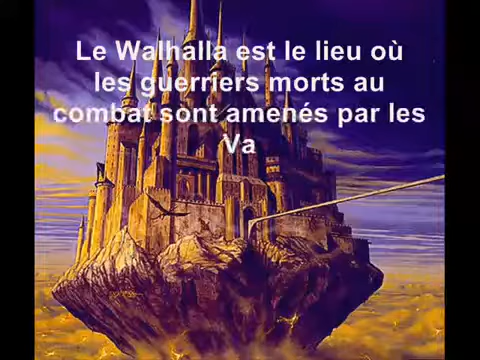 Le Walhalla est le lieu où
les guerriers morts au
combat sont amenés par les
Va